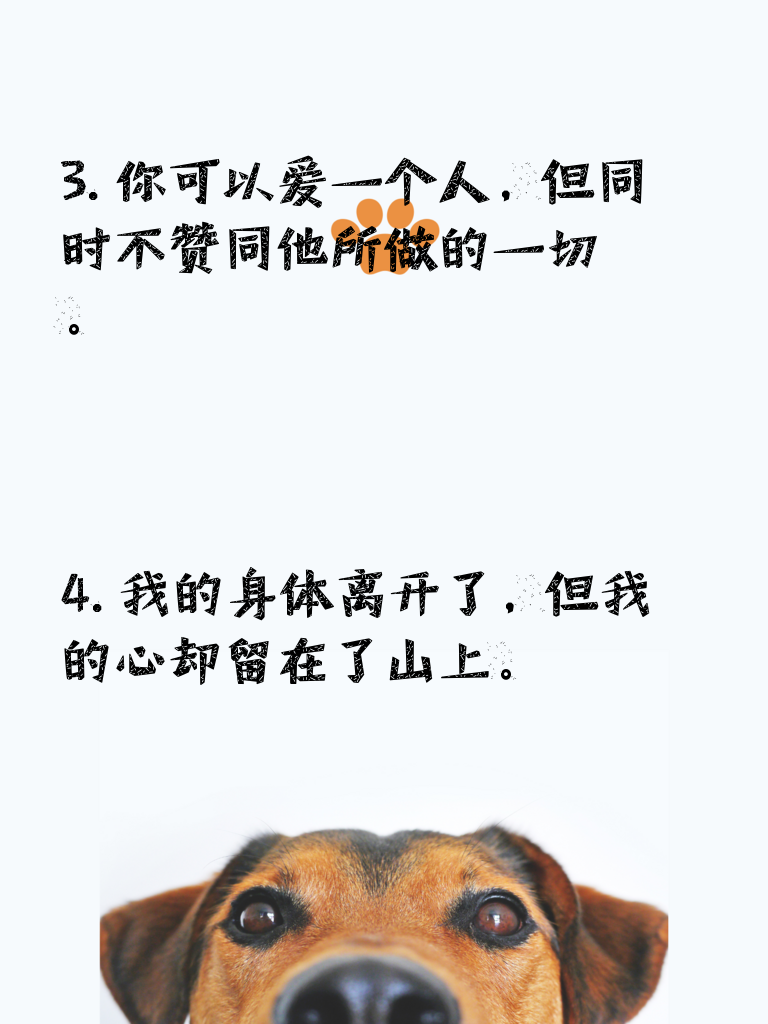 3. 你可以爱一个人，但同
时不赞同他所做的一切
。
4. 我的身体离开了，但我
的心却留在了山上。